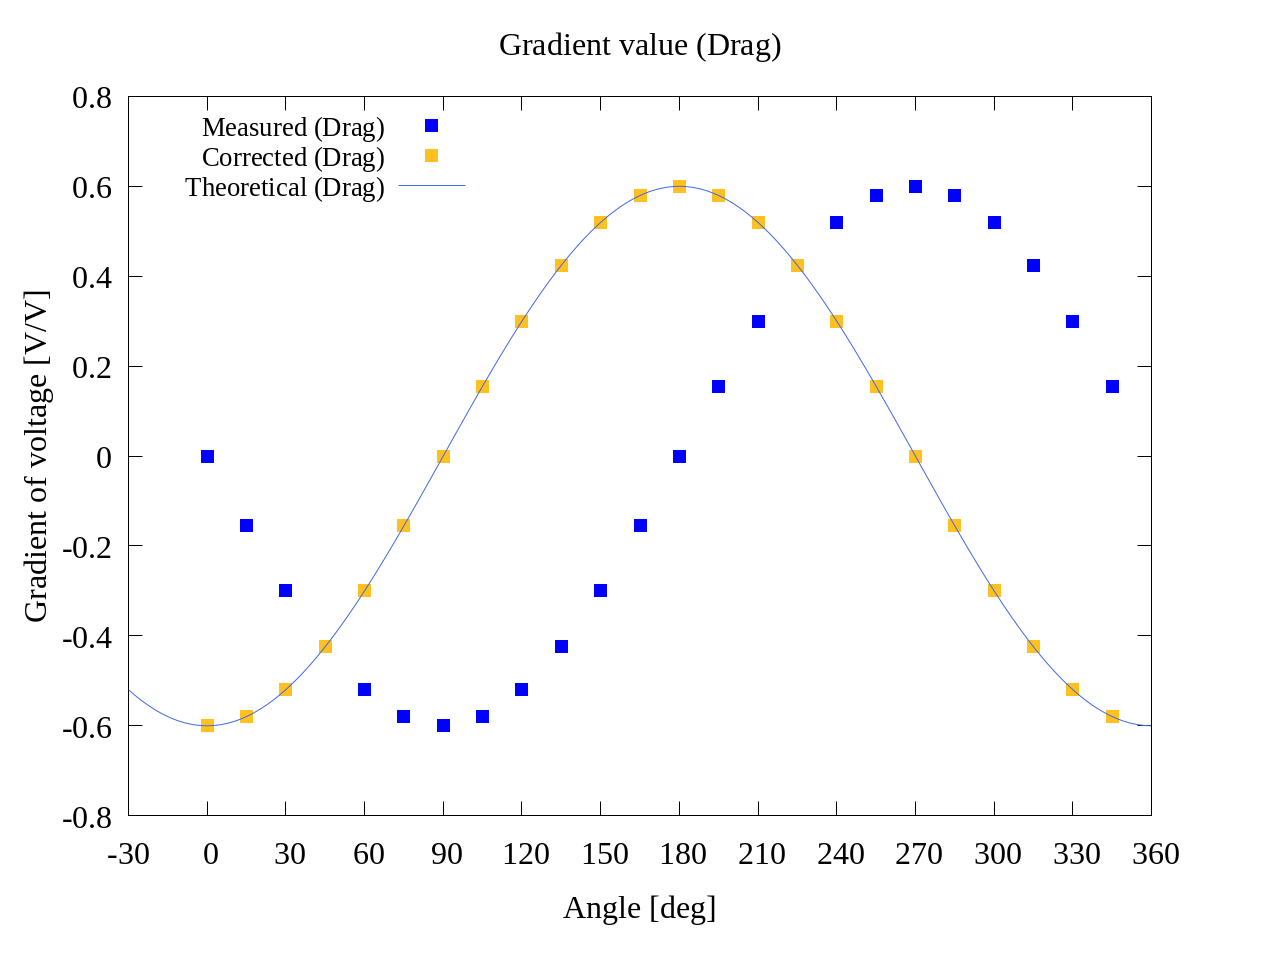 Gradient value (Drag)
Measured (Drag)
Corrected (Drag)
Theoretical (Drag)
0.8
0.6
0.4
0.2
0
-0.2
-0.4
-0.6
-0.8
Gradient of voltage [V/V]
-30 0 30 60 90 120 150 180 210 240 270 300 330 360
Angle [deg]